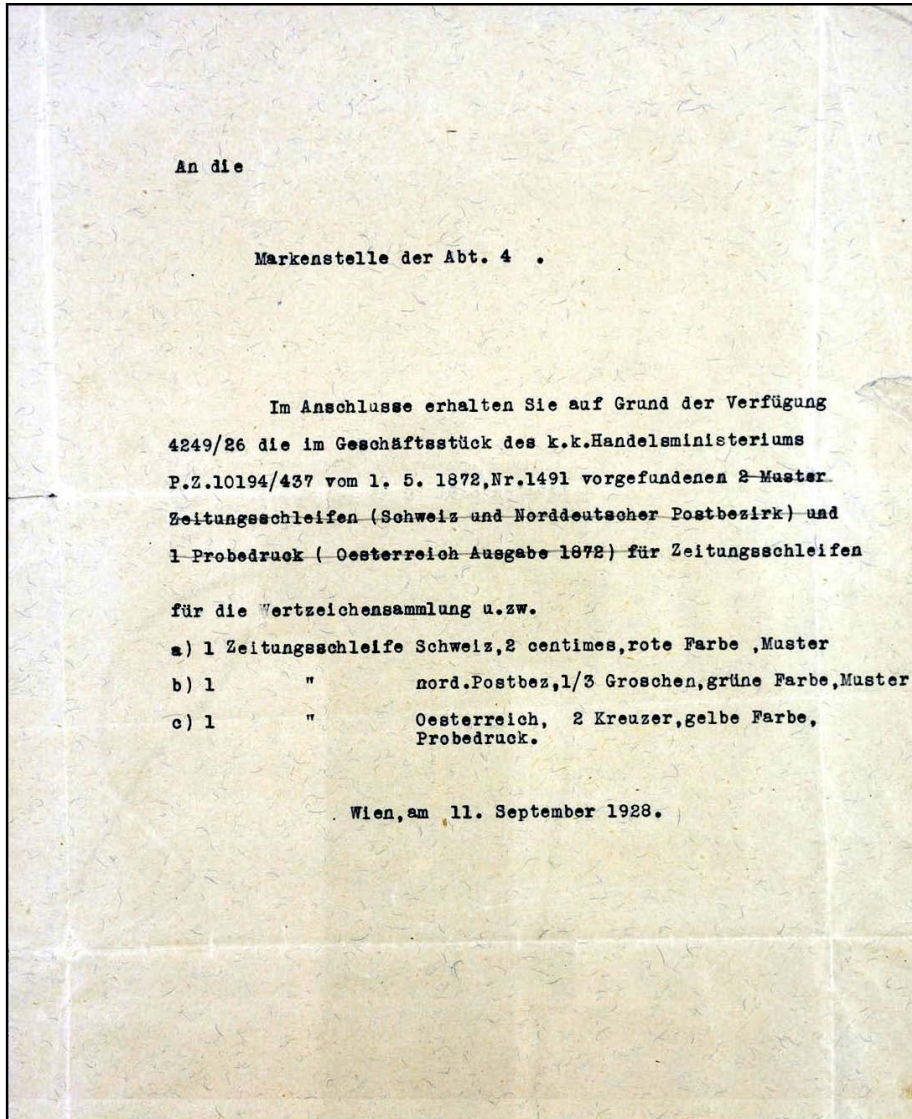 An die
Markenstelle der Abt. 4 .
Im Anschlusse erhalten Sie auf Grund der Verfügung
4249/26 die im Geschäftsstück des k.k.Handelsministeriums
P.Z.10194/437 vom 1. 5. 1872,Nr.1491 vorgefundenen 2 Muster
Zeitungsschleifen (Schweiz und Norddeutscher Postbezirk) und
1 Probedruck ( Oesterreich Ausgabe 1872) für Zeitungsschleifen
für die Wertzeichensammlung u.zw.
a) 1 Zeitungsschleife Schweiz,2 centimes,rote Farbe ,Muster
b) 1 " nord.Postbez,1/3 Groschen,grüne Farbe,Muster
c) 1 " Oesterreich, 2 Kreuzer,gelbe Farbe,
Probedruck.
Wien,am 11. September 1928.